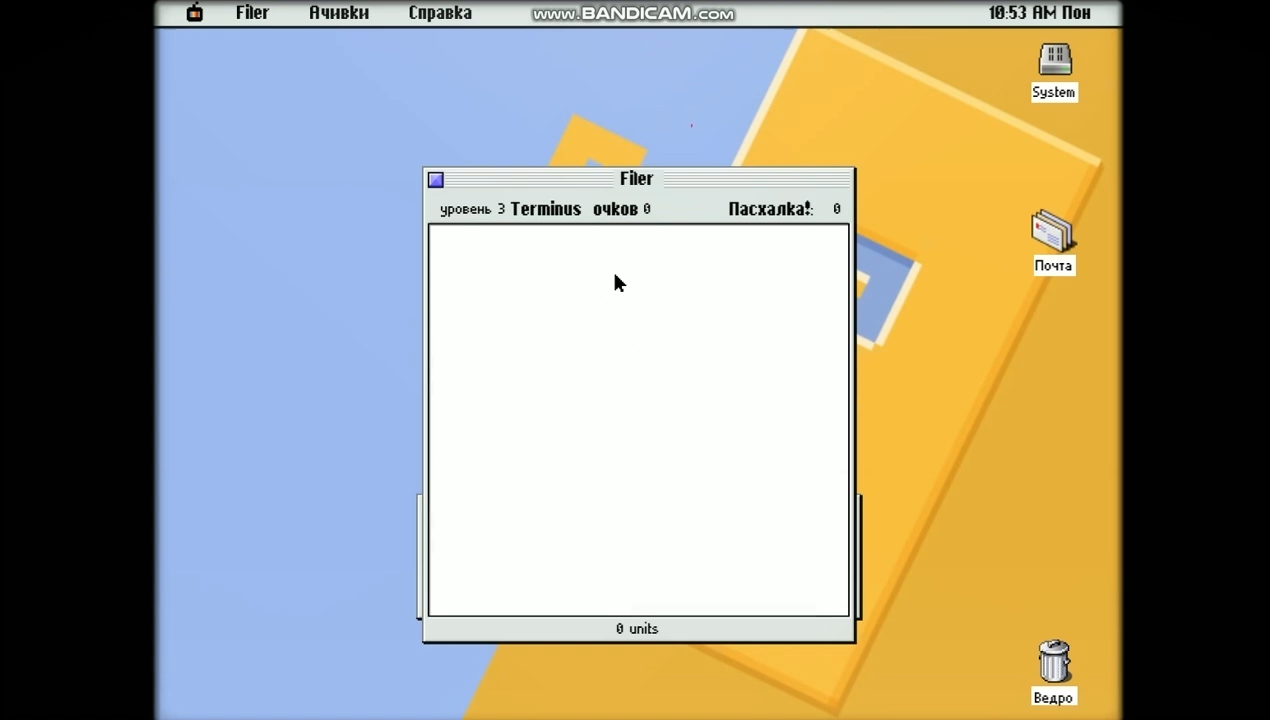 Filer Ачивки Справка www.BANDICAM.com 10:53 AM Пон
System
Filer
уровень 3 Terminus очков 0 Пасхалка!: 0
Почта
0 units
Ведро